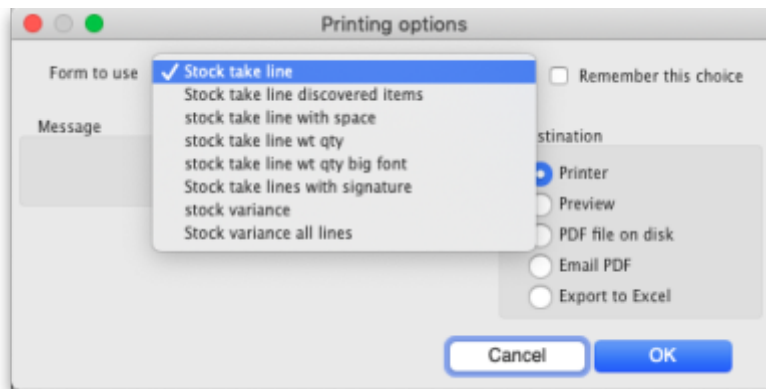 Printing options
Form to use
Stock take line
Stock take line discovered items
stock take line with space
stock take line wt qty
stock take line wt qty big font
Stock take lines with signature
stock variance
Stock variance all lines
Remember this choice
Message
stination
Printer
Preview
PDF file on disk
Email PDF
Export to Excel
Cancel
OK